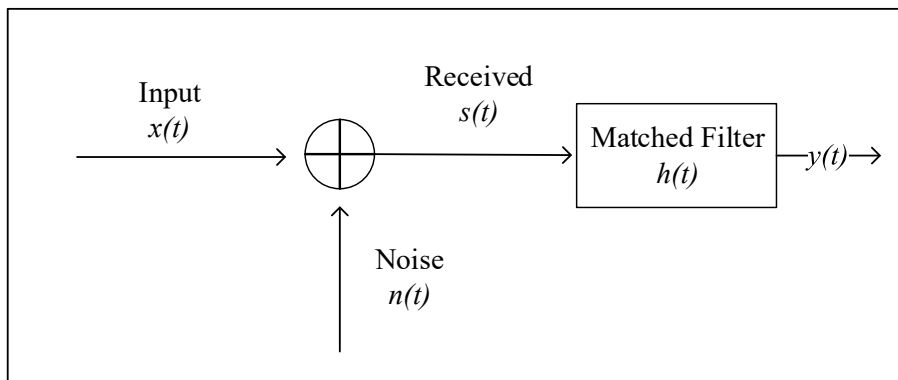 Input
x(t)
Received
s(t)
Matched Filter
h(t)
y(t)
Noise
n(t)